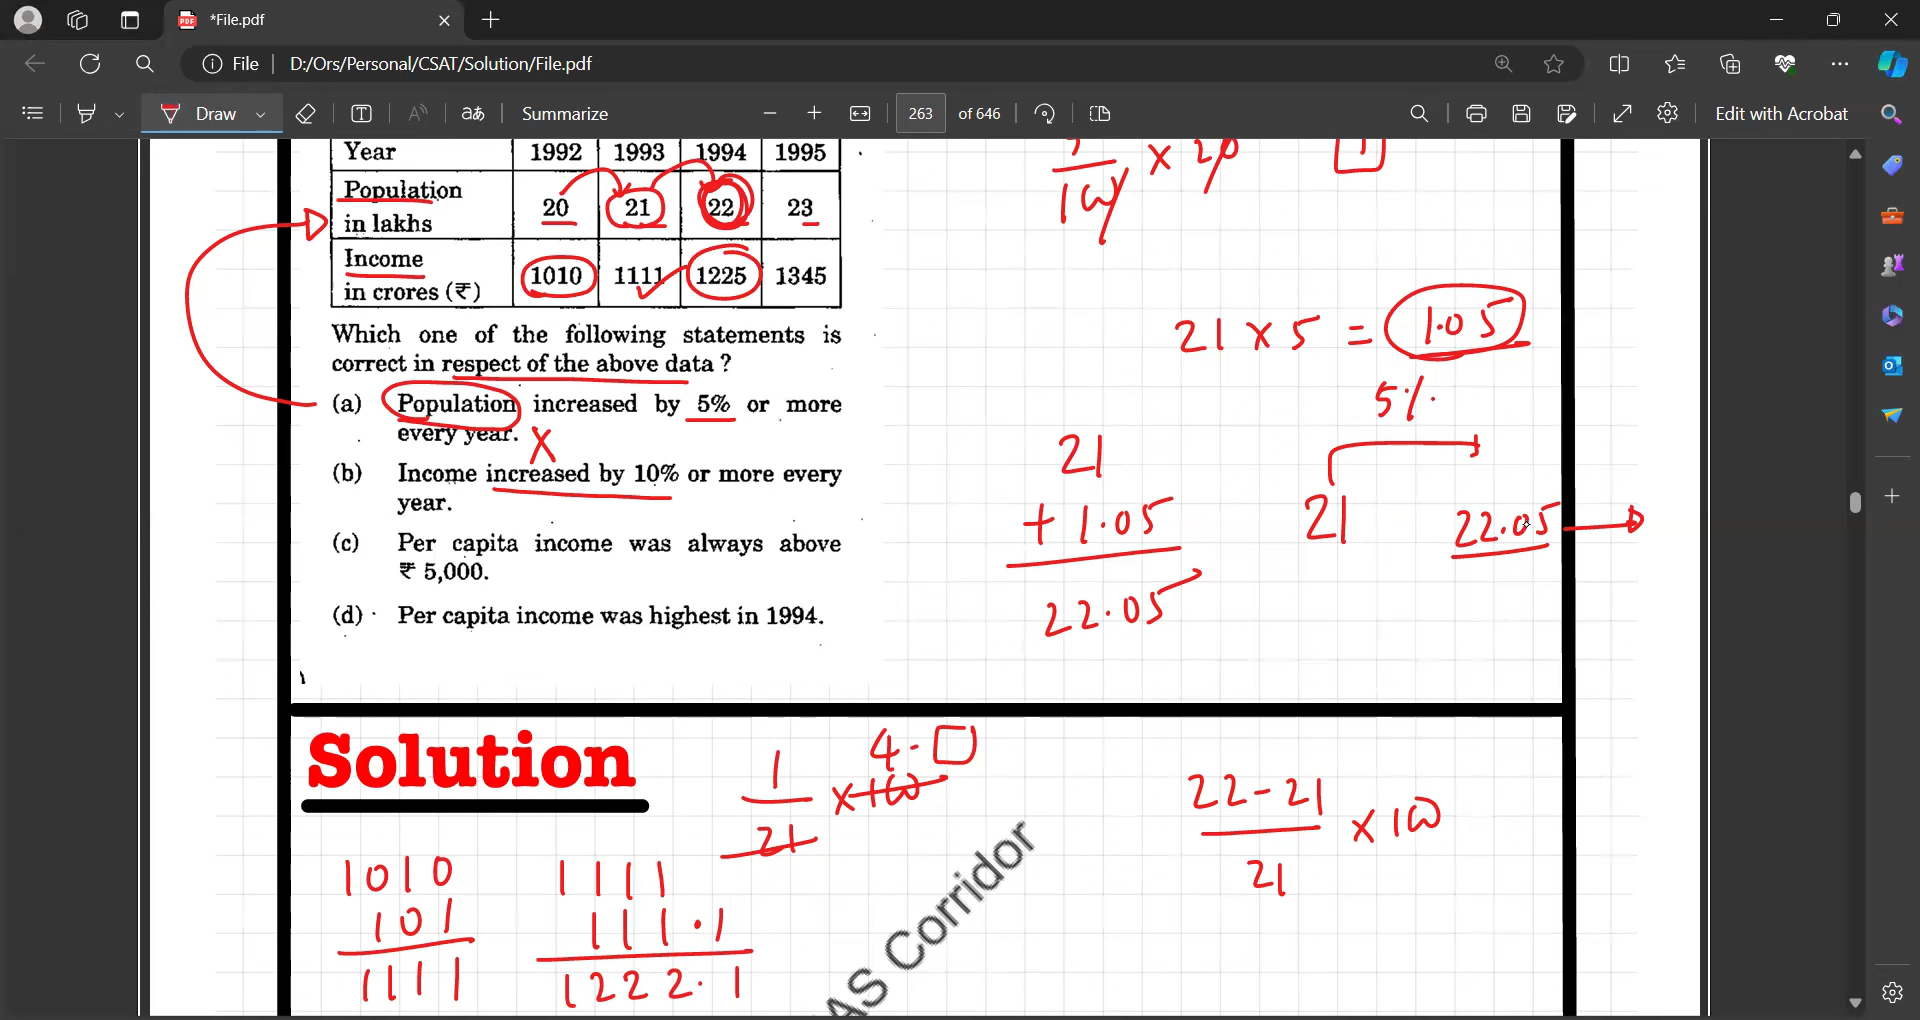 *File.pdf
File D:/Ors/Personal/CSAT/Solution/File.pdf
Draw aあ Summarize 263 of 646 Edit with Acrobat
Year 1992 1993 1994 1995
Population in lakhs 20 21 22 23
Income in crores (₹) 1010 1111 1225 1345
Which one of the following statements is
correct in respect of the above data ?
(a) Population increased by 5% or more
every year. X
(b) Income increased by 10% or more every
year.
(c) Per capita income was always above
₹ 5,000.
(d) Per capita income was highest in 1994.
100 x 20
21 x 5 = 1.05
5%
21
+ 1.05
22.05
21 22.05
Solution
1/21 x 100 4.
22-21/21 x 100
1010
101
1111
1111
111.1
1222.1
AS Corridor